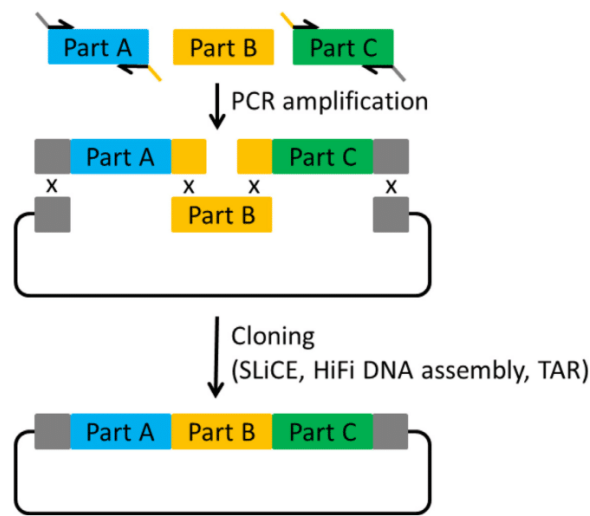 Part A Part B Part C
PCR amplification
Part A Part C
x x x x
Part B
Cloning
(SLiCE, HiFi DNA assembly, TAR)
Part A Part B Part C